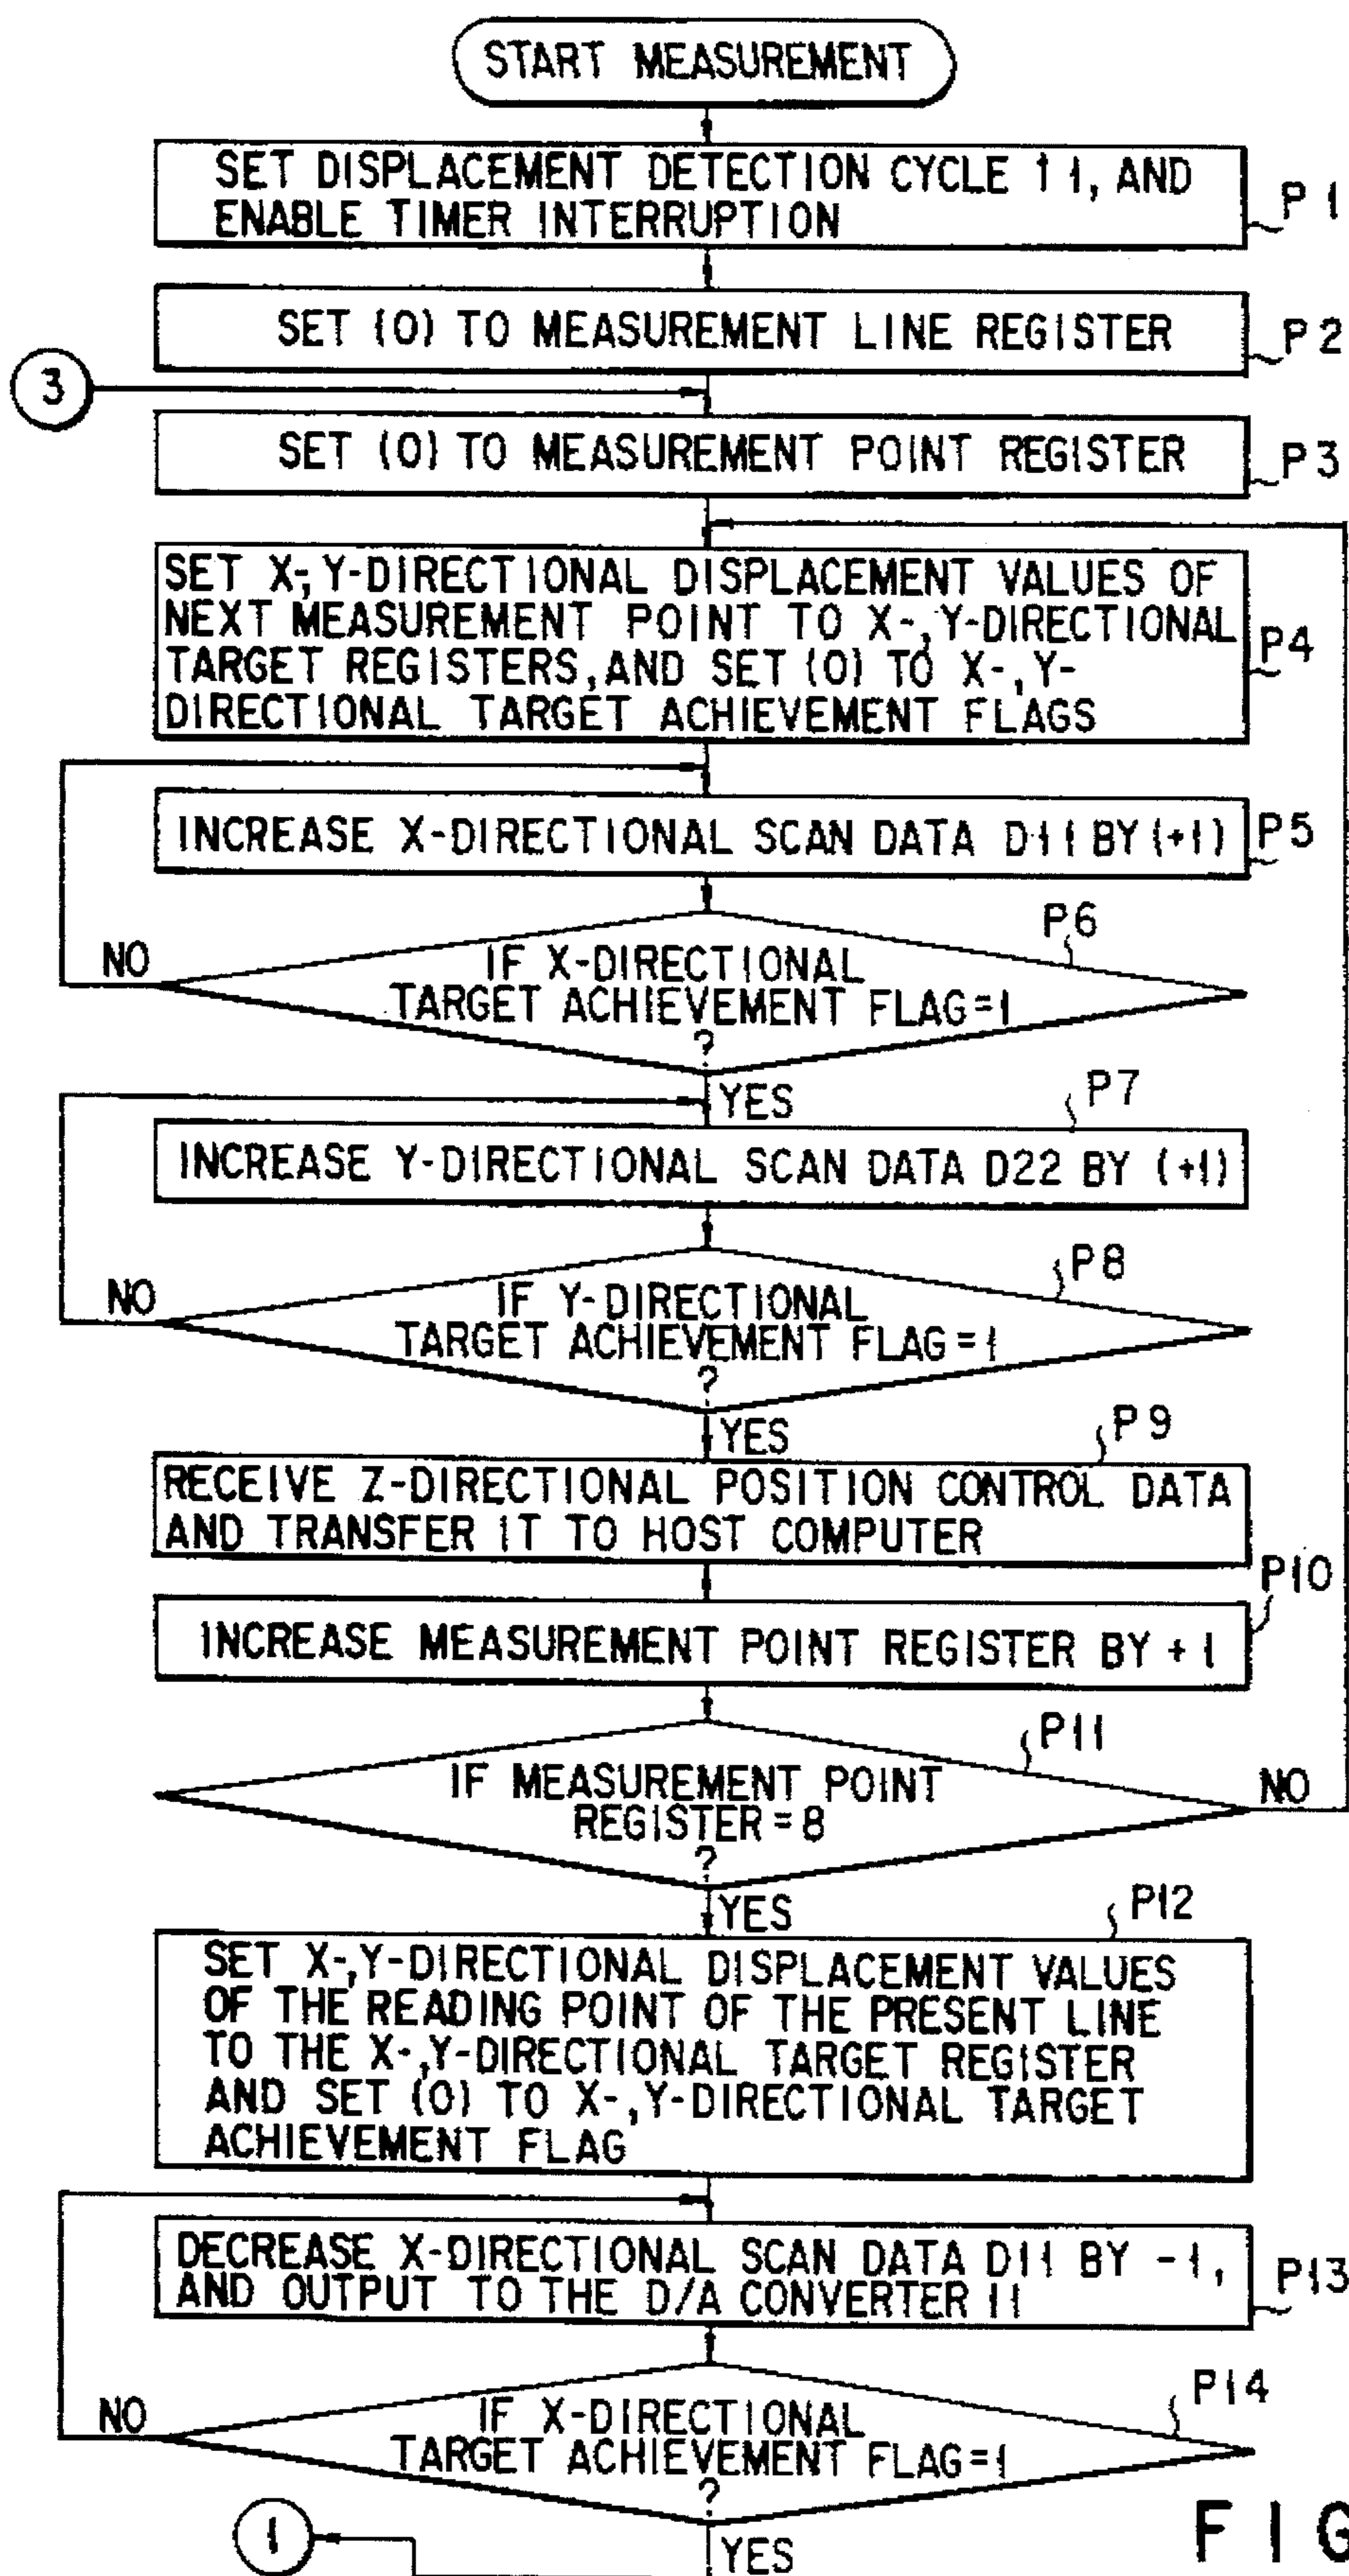 START MEASUREMENT
SET DISPLACEMENT DETECTION CYCLE t1, AND
ENABLE TIMER INTERRUPTION
P1
SET (0) TO MEASUREMENT LINE REGISTER
P2
3
SET (0) TO MEASUREMENT POINT REGISTER
P3
SET X-,Y-DIRECTIONAL DISPLACEMENT VALUES OF
NEXT MEASUREMENT POINT TO X-,Y-DIRECTIONAL
TARGET REGISTERS, AND SET (0) TO X-,Y-
DIRECTIONAL TARGET ACHIEVEMENT FLAGS
P4
INCREASE X-DIRECTIONAL SCAN DATA D11 BY (+1)
P5
P6
NO
IF X-DIRECTIONAL
TARGET ACHIEVEMENT FLAG=1
?
YES
P7
INCREASE Y-DIRECTIONAL SCAN DATA D22 BY (+1)
P8
NO
IF Y-DIRECTIONAL
TARGET ACHIEVEMENT FLAG=1
?
YES
P9
RECEIVE Z-DIRECTIONAL POSITION CONTROL DATA
AND TRANSFER IT TO HOST COMPUTER
P10
INCREASE MEASUREMENT POINT REGISTER BY +1
P11
IF MEASUREMENT POINT
REGISTER=8
?
NO
YES
P12
SET X-,Y-DIRECTIONAL DISPLACEMENT VALUES
OF THE READING POINT OF THE PRESENT LINE
TO THE X-,Y-DIRECTIONAL TARGET REGISTER
AND SET (0) TO X-,Y-DIRECTIONAL TARGET
ACHIEVEMENT FLAG
DECREASE X-DIRECTIONAL SCAN DATA D11 BY -1,
AND OUTPUT TO THE D/A CONVERTER 11
P13
P14
NO
IF X-DIRECTIONAL
TARGET ACHIEVEMENT FLAG=1
?
1
YES
FIG